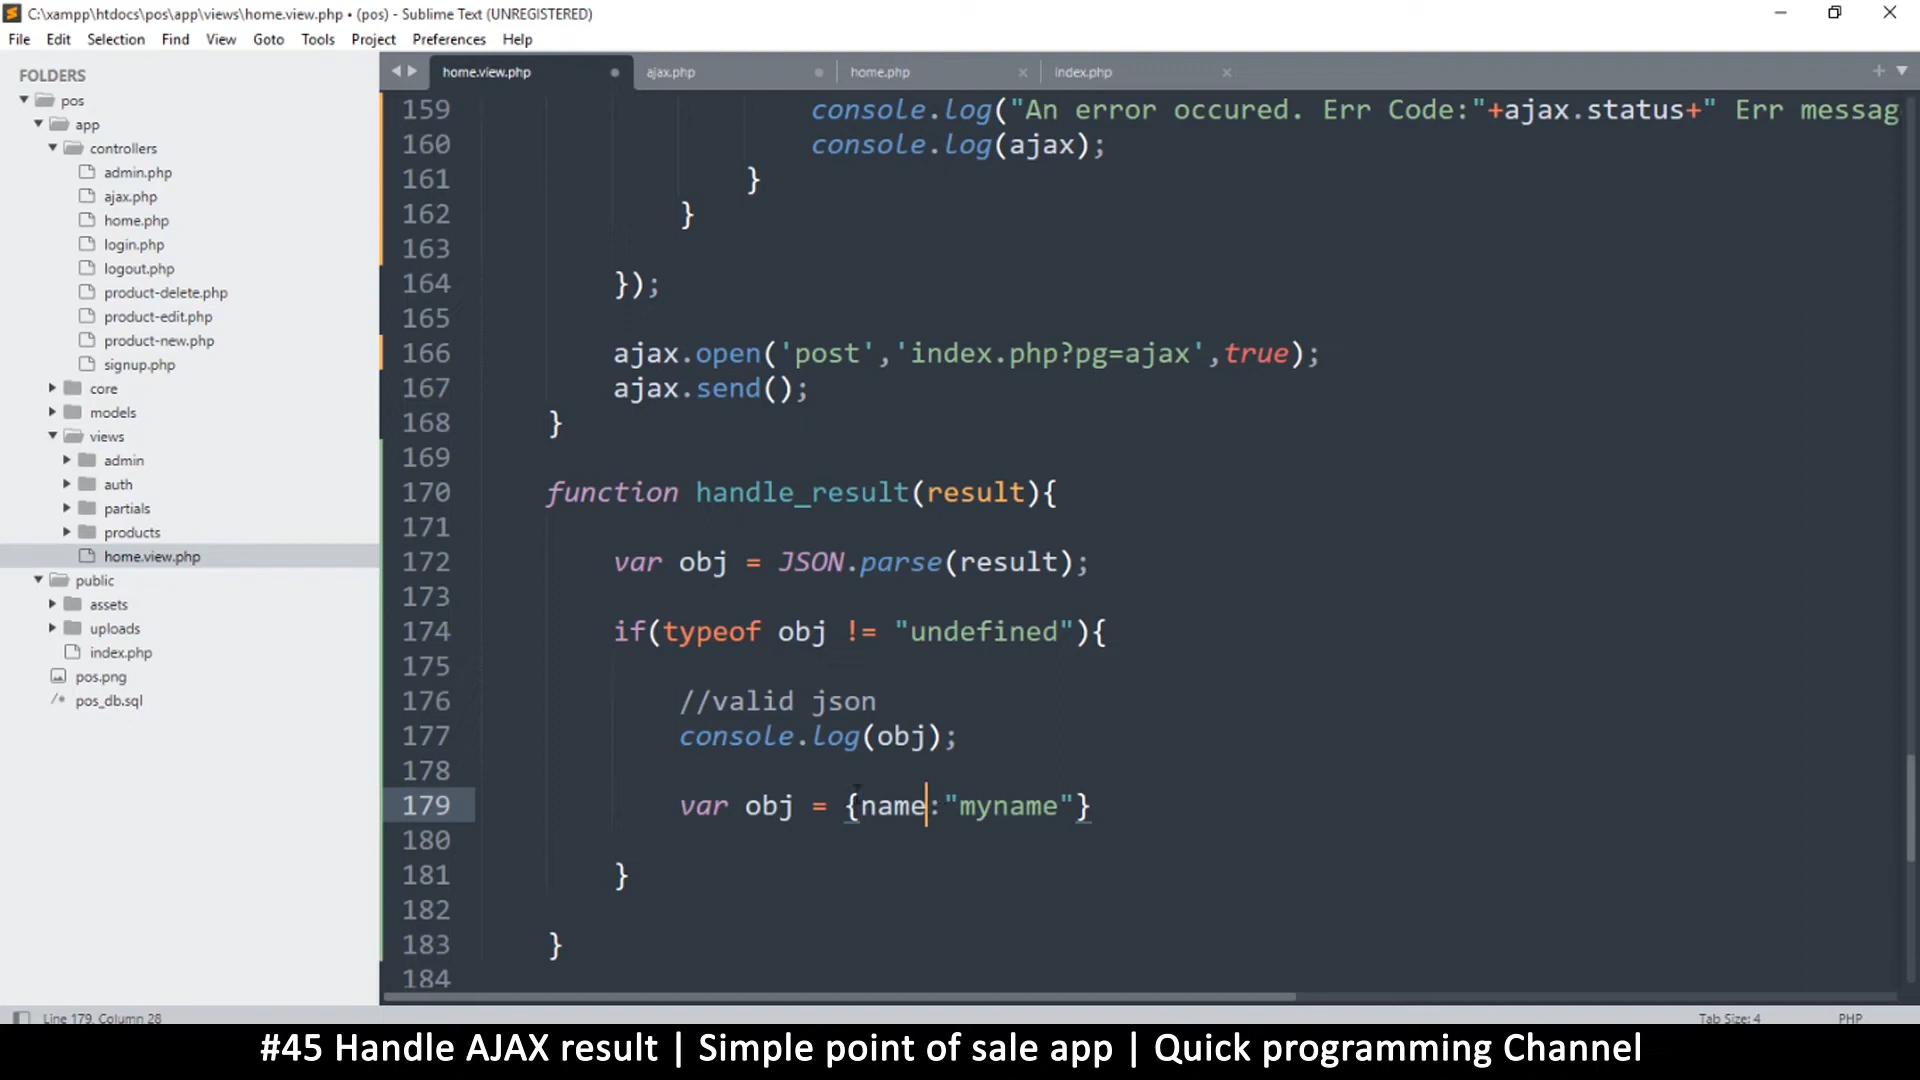 C:\xampp\htdocs\pos\app\views\home.view.php • (pos) - Sublime Text (UNREGISTERED)
File Edit Selection Find View Goto Tools Project Preferences Help
FOLDERS
pos
app
controllers
admin.php
ajax.php
home.php
login.php
logout.php
product-delete.php
product-edit.php
product-new.php
signup.php
core
models
views
admin
auth
partials
products
home.view.php
public
assets
uploads
index.php
pos.png
pos_db.sql
home.view.php ajax.php home.php index.php
159 console.log("An error occured. Err Code:"+ajax.status+" Err messag
160 console.log(ajax);
161 }
162 }
163
164 });
165
166 ajax.open('post','index.php?pg=ajax',true);
167 ajax.send();
168 }
169
170 function handle_result(result){
171
172 var obj = JSON.parse(result);
173
174 if(typeof obj != "undefined"){
175
176 //valid json
177 console.log(obj);
178
179 var obj = {name:"myname"}
180
181 }
182
183 }
184
Line 179, Column 28 Tab Size: 4 PHP
#45 Handle AJAX result | Simple point of sale app | Quick programming Channel